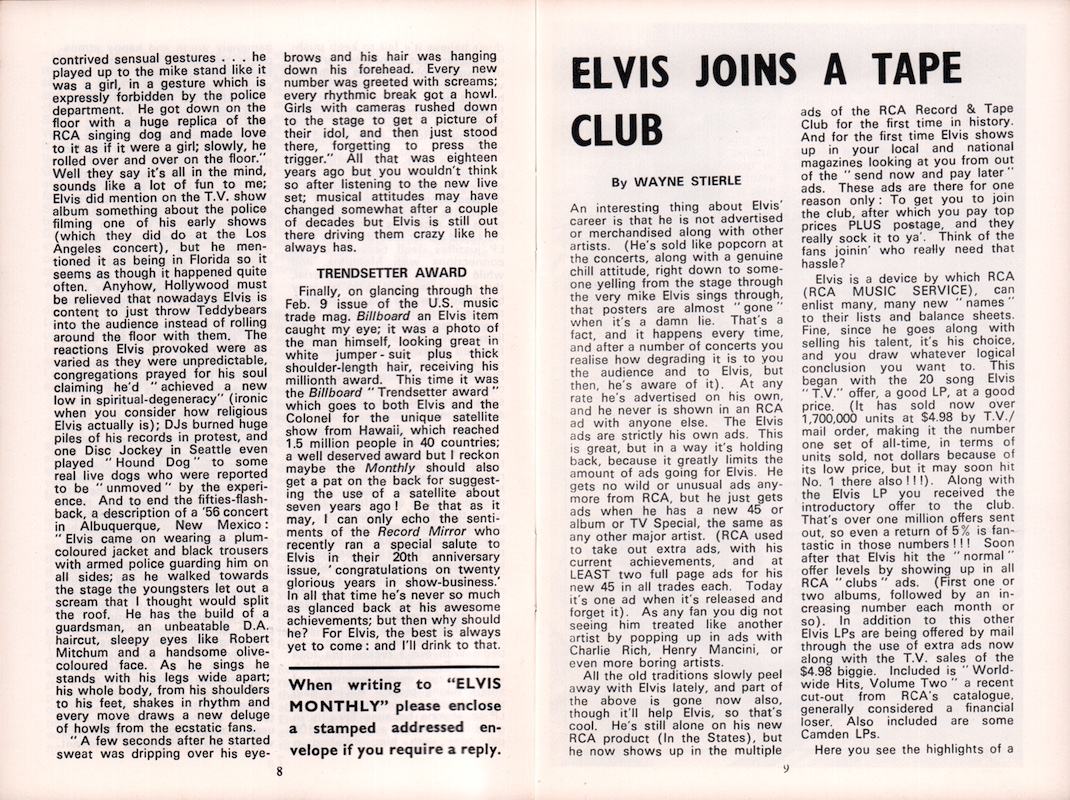 contrived sensual gestures . . . he
played up to the mike stand like it
was a girl, in a gesture which is
expressly forbidden by the police
department. He got down on the
floor with a huge replica of the
RCA singing dog and made love
to it as if it were a girl; slowly, he
rolled over and over on the floor."
Well they say it's all in the mind,
sounds like a lot of fun to me;
Elvis did mention on the T.V. show
album something about the police
filming one of his early shows
(which they did do at the Los
Angeles concert), but he men-
tioned it as being in Florida so it
seems as though it happened quite
often. Anyhow, Hollywood must
be relieved that nowadays Elvis is
content to just throw Teddybears
into the audience instead of rolling
around the floor with them. The
reactions Elvis provoked were as
varied as they were unpredictable,
congregations prayed for his soul
claiming he'd "achieved a new
low in spiritual-degeneracy" (ironic
when you consider how religious
Elvis actually is); DJs burned huge
piles of his records in protest, and
one Disc Jockey in Seattle even
played "Hound Dog" to some
real live dogs who were reported
to be "unmoved" by the experi-
ence. And to end the fifties-flash-
back, a description of a '56 concert
in Albuquerque, New Mexico:
"Elvis came on wearing a plum-
coloured jacket and black trousers
with armed police guarding him on
all sides; as he walked towards
the stage the youngsters let out a
scream that I thought would split
the roof. He has the build of a
guardsman, an unbeatable D.A.
haircut, sleepy eyes like Robert
Mitchum and a handsome olive-
coloured face. As he sings he
stands with his legs wide apart;
his whole body, from his shoulders
to his feet, shakes in rhythm and
every move draws a new deluge
of howls from the ecstatic fans.
"A few seconds after he started
sweat was dripping over his eye-
8
brows and his hair was hanging
down his forehead. Every new
number was greeted with screams;
every rhythmic break got a howl.
Girls with cameras rushed down
to the stage to get a picture of
their idol, and then just stood
there, forgetting to press the
trigger." All that was eighteen
years ago but you wouldn't think
so after listening to the new live
set; musical attitudes may have
changed somewhat after a couple
of decades but Elvis is still out
there driving them crazy like he
always has.
TRENDSETTER AWARD
Finally, on glancing through the
Feb. 9 issue of the U.S. music
trade mag. Billboard an Elvis item
caught my eye; it was a photo of
the man himself, looking great in
white jumper-suit plus thick
shoulder-length hair, receiving his
millionth award. This time it was
the Billboard "Trendsetter award"
which goes to both Elvis and the
Colonel for the unique satellite
show from Hawaii, which reached
1.5 million people in 40 countries;
a well deserved award but I reckon
maybe the Monthly should also
get a pat on the back for suggest-
ing the use of a satellite about
seven years ago! Be that as it
may, I can only echo the senti-
ments of the Record Mirror who
recently ran a special salute to
Elvis in their 20th anniversary
issue, 'congratulations on twenty
glorious years in show-business.'
In all that time he's never so much
as glanced back at his awesome
achievements; but then why should
he? For Elvis, the best is always
yet to come: and I'll drink to that.
When writing to "ELVIS
MONTHLY" please enclose
a stamped addressed en-
velope if you require a reply.
ELVIS JOINS A TAPE
CLUB
By WAYNE STIERLE
An interesting thing about Elvis'
career is that he is not advertised
or merchandised along with other
artists. (He's sold like popcorn at
the concerts, along with a genuine
chill attitude, right down to some-
one yelling from the stage through
the very mike Elvis sings through,
that posters are almost "gone"
when it's a damn lie. That's a
fact, and it happens every time,
and after a number of concerts you
realise how degrading it is to you
the audience and to Elvis, but
then, he's aware of it). At any
rate he's advertised on his own,
and he never is shown in an RCA
ad with anyone else. The Elvis
ads are strictly his own ads. This
is great, but in a way it's holding
back, because it greatly limits the
amount of ads going for Elvis. He
gets no wild or unusual ads any-
more from RCA, but he just gets
ads when he has a new 45 or
album or TV Special, the same as
any other major artist. (RCA used
to take out extra ads, with his
current achievements, and at
LEAST two full page ads for his
new 45 in all trades each. Today
it's one ad when it's released and
forget it). As any fan you dig not
seeing him treated like another
artist by popping up in ads with
Charlie Rich, Henry Mancini, or
even more boring artists.
All the old traditions slowly peel
away with Elvis lately, and part of
the above is gone now also,
though it'll help Elvis, so that's
cool. He's still alone on his new
RCA product (In the States), but
he now shows up in the multiple
ads of the RCA Record & Tape
Club for the first time in history.
And for the first time Elvis shows
up in your local and national
magazines looking at you from out
of the "send now and pay later"
ads. These ads are there for one
reason only: To get you to join
the club, after which you pay top
prices PLUS postage, and they
really sock it to ya'. Think of the
fans joinin' who really need that
hassle?
Elvis is a device by which RCA
(RCA MUSIC SERVICE), can
enlist many, many new "names"
to their lists and balance sheets.
Fine, since he goes along with
selling his talent, it's his choice,
and you draw whatever logical
conclusion you want to. This
began with the 20 song Elvis
"T.V." offer, a good LP, at a good
price. (It has sold now over
1,700,000 units at $4.98 by T.V./
mail order, making it the number
one set of all-time, in terms of
units sold, not dollars because of
its low price, but it may soon hit
No. 1 there also!!!). Along with
the Elvis LP you received the
introductory offer to the club.
That's over one million offers sent
out, so even a return of 5% is fan-
tastic in those numbers!!! Soon
after that Elvis hit the "normal"
offer levels by showing up in all
RCA "clubs" ads. (First one or
two albums, followed by an in-
creasing number each month or
so). In addition to this other
Elvis LPs are being offered by mail
through the use of extra ads now
along with the T.V. sales of the
$4.98 biggie. Included is "World-
wide Hits, Volume Two" a recent
cut-out from RCA's catalogue,
generally considered a financial
loser. Also included are some
Camden LPs.
Here you see the highlights of a
9